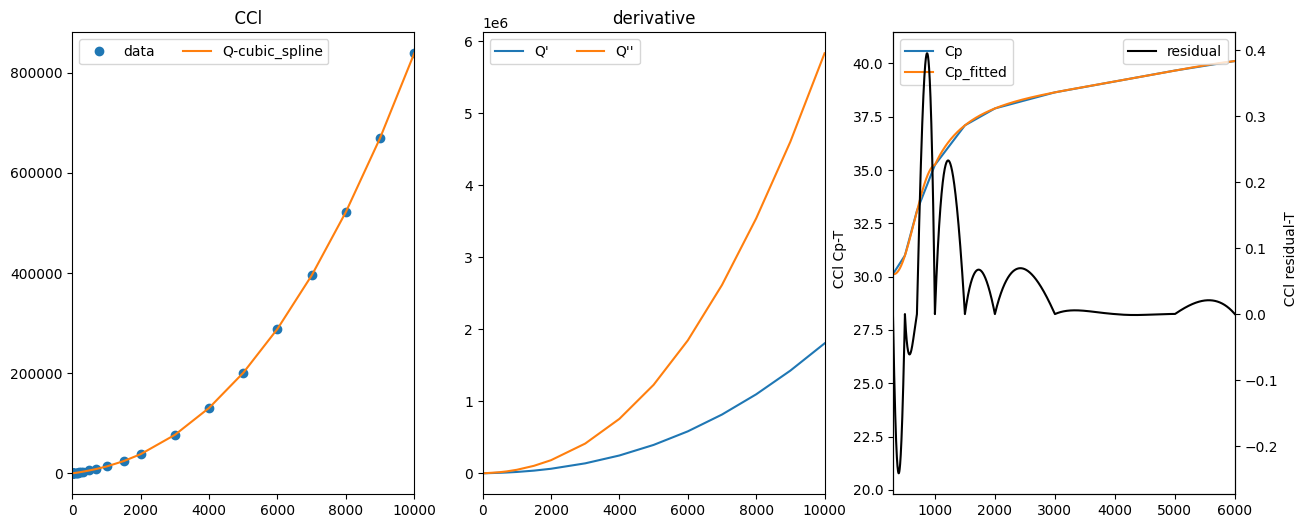 CCl
data
Q-cubic_spline
800000
600000
400000
200000
0
0 2000 4000 6000 8000 10000
derivative
1e6
Q'
Q''
6
5
4
3
2
1
0
0 2000 4000 6000 8000 10000
Cp
Cp_fitted
residual
CCl Cp-T
40.0
37.5
35.0
32.5
30.0
27.5
25.0
22.5
20.0
1000 2000 3000 4000 5000 6000
0.4
0.3
0.2
0.1
0.0
−0.1
−0.2
CCl residual-T